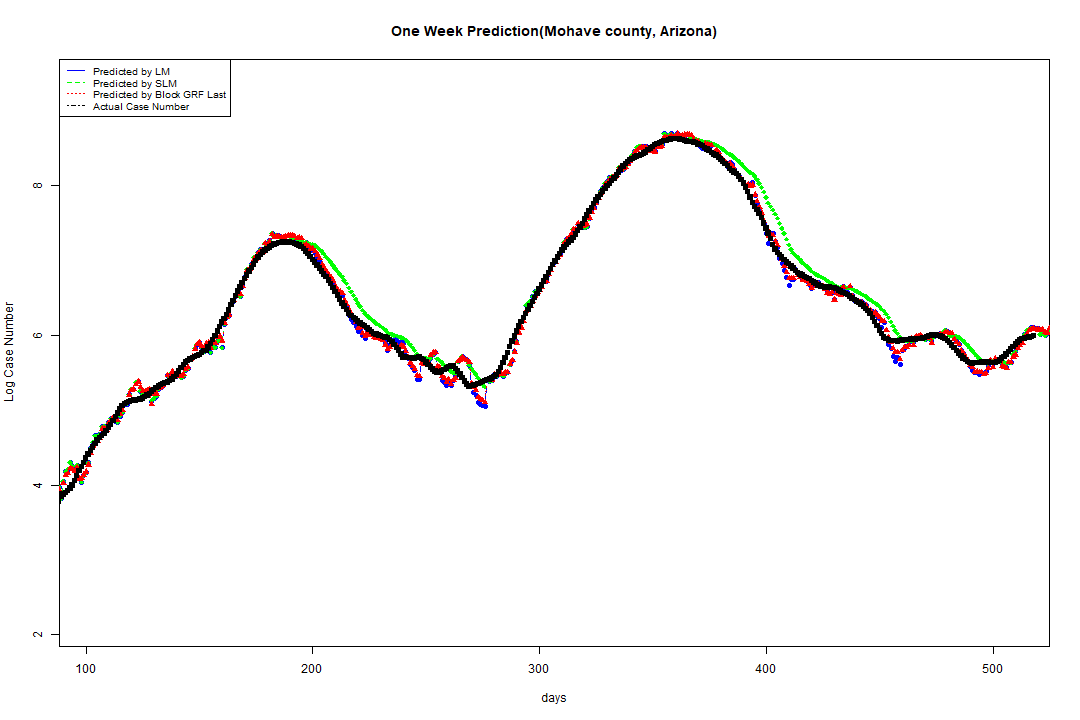 One Week Prediction(Mohave county, Arizona)
Predicted by LM
Predicted by SLM
Predicted by Block GRF Last
Actual Case Number
Log Case Number
8
6
4
2
100 200 300 400 500
days